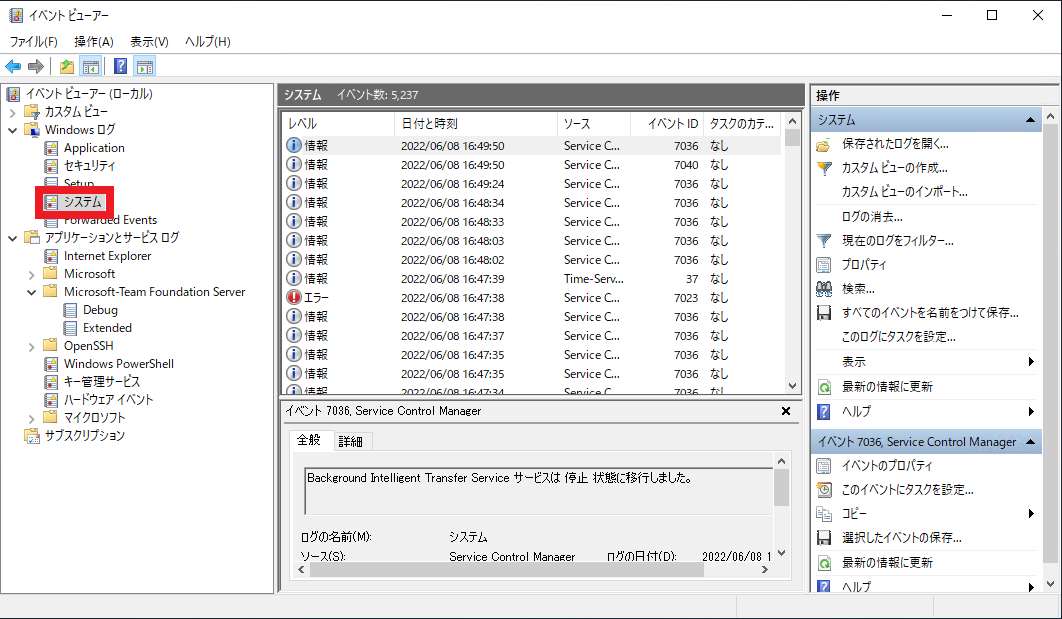 イベント ビューアー
ファイル(F) 操作(A) 表示(V) ヘルプ(H)
イベント ビューアー (ローカル)
カスタム ビュー
Windows ログ
Application
セキュリティ
Setup
システム
Forwarded Events
アプリケーションとサービス ログ
Internet Explorer
Microsoft
Microsoft-Team Foundation Server
Debug
Extended
OpenSSH
Windows PowerShell
キー管理サービス
ハードウェア イベント
マイクロソフト
サブスクリプション
システム イベント数: 5,237
レベル 日付と時刻 ソース イベント ID タスクのカテ...
情報 2022/06/08 16:49:50 Service C... 7036 なし
情報 2022/06/08 16:49:50 Service C... 7040 なし
情報 2022/06/08 16:49:24 Service C... 7036 なし
情報 2022/06/08 16:48:34 Service C... 7036 なし
情報 2022/06/08 16:48:33 Service C... 7036 なし
情報 2022/06/08 16:48:03 Service C... 7036 なし
情報 2022/06/08 16:48:02 Service C... 7036 なし
情報 2022/06/08 16:47:39 Time-Serv... 37 なし
エラー 2022/06/08 16:47:38 Service C... 7023 なし
情報 2022/06/08 16:47:38 Service C... 7036 なし
情報 2022/06/08 16:47:37 Service C... 7036 なし
情報 2022/06/08 16:47:35 Service C... 7036 なし
情報 2022/06/08 16:47:35 Service C... 7036 なし
情報 2022/06/08 16:47:34 Service C... 7036 なし
イベント 7036, Service Control Manager
全般 詳細
Background Intelligent Transfer Service サービスは 停止 状態に移行しました。
ログの名前(M): システム
ソース(S): Service Control Manager ログの日付(D): 2022/06/08 1
操作
システム
保存されたログを開く...
カスタム ビューの作成...
カスタム ビューのインポート...
ログの消去...
現在のログをフィルター...
プロパティ
検索...
すべてのイベントを名前をつけて保存...
このログにタスクを設定...
表示
最新の情報に更新
ヘルプ
イベント 7036, Service Control Manager
イベントのプロパティ
このイベントにタスクを設定...
コピー
選択したイベントの保存...
最新の情報に更新
ヘルプ